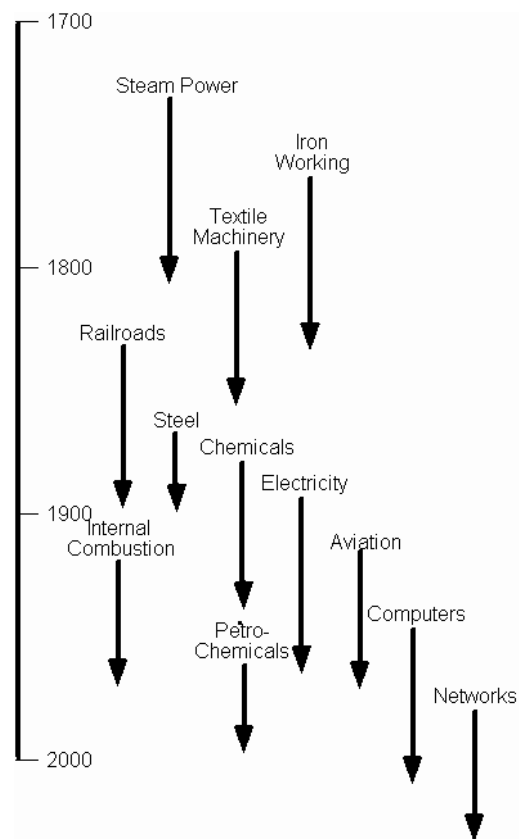 1700
Steam Power
Iron
Working
Textile
Machinery
1800
Railroads
Steel
Chemicals
Electricity
1900
Internal
Combustion
Aviation
Computers
Petro-
Chemicals
Networks
2000